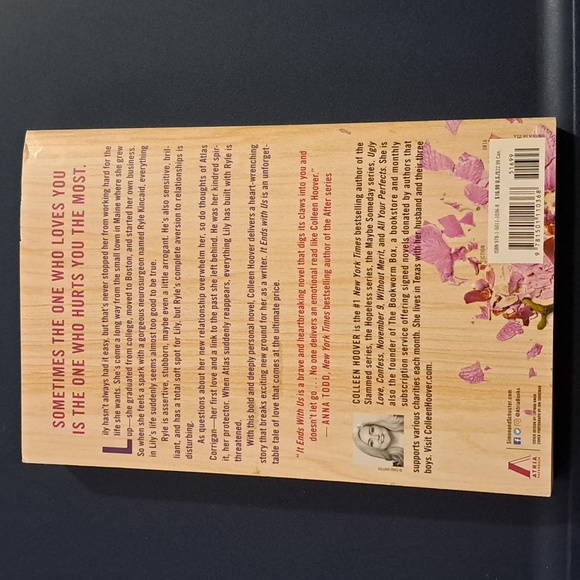 SOMETIMES THE ONE WHO LOVES YOU
IS THE ONE WHO HURTS YOU THE MOST.
Lily hasn't always had it easy, but that's never stopped her from working hard for the
life she wants. She's come a long way from the small town in Maine where she grew
up—she graduated from college, moved to Boston, and started her own business.
So when she feels a spark with a gorgeous neurosurgeon named Ryle Kincaid, everything
in Lily's life suddenly seems almost too good to be true.
Ryle is assertive, stubborn, maybe even a little arrogant. He's also sensitive, bril-
liant, and has a total soft spot for Lily, but Ryle's complete aversion to relationships is
disturbing.
As questions about her new relationship overwhelm her, so do thoughts of Atlas
Corrigan—her first love and a link to the past she left behind. He was her kindred spir-
it, her protector. When Atlas suddenly reappears, everything Lily has built with Ryle is
threatened.
With this bold and deeply personal novel, Colleen Hoover delivers a heart-wrenching
story that breaks exciting new ground for her as a writer. It Ends with Us is an unforget-
table tale of love that comes at the ultimate price.
"It Ends With Us is a brave and heartbreaking novel that digs its claws into you and
doesn't let go . . . No one delivers an emotional read like Colleen Hoover."
—ANNA TODD, New York Times bestselling author of the After series
COLLEEN HOOVER is the #1 New York Times bestselling author of the
Slammed series, the Hopeless series, the Maybe Someday series, Ugly
Love, Confess, November 9, Without Merit, and All Your Perfects. She is
also the founder of The Bookworm Box, a bookstore and monthly
subscription service offering signed novels donated by authors that
supports various charities each month. She lives in Texas with her husband and their three
boys. Visit ColleenHoover.com.
ATRIA
SimonandSchuster.com
@AtriaBooks
FICTION
ISBN 978-1-5011-1036-8
9 781501 110368
51699